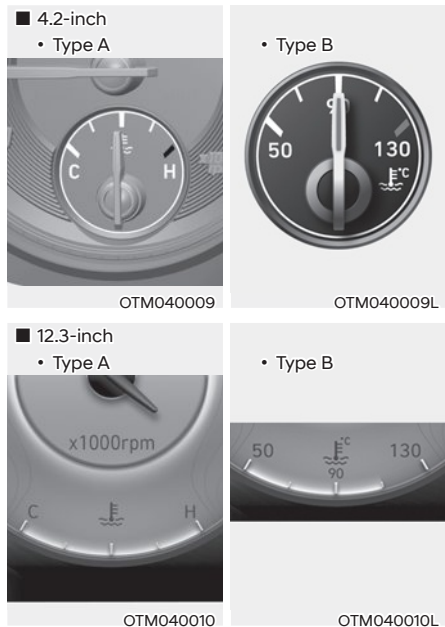 ■ 4.2-inch
• Type A
C H
OTM040009
• Type B
90
50 130
°C
OTM040009L
■ 12.3-inch
• Type A
x1000rpm
C H
OTM040010
• Type B
50 °C 130
90
OTM040010L